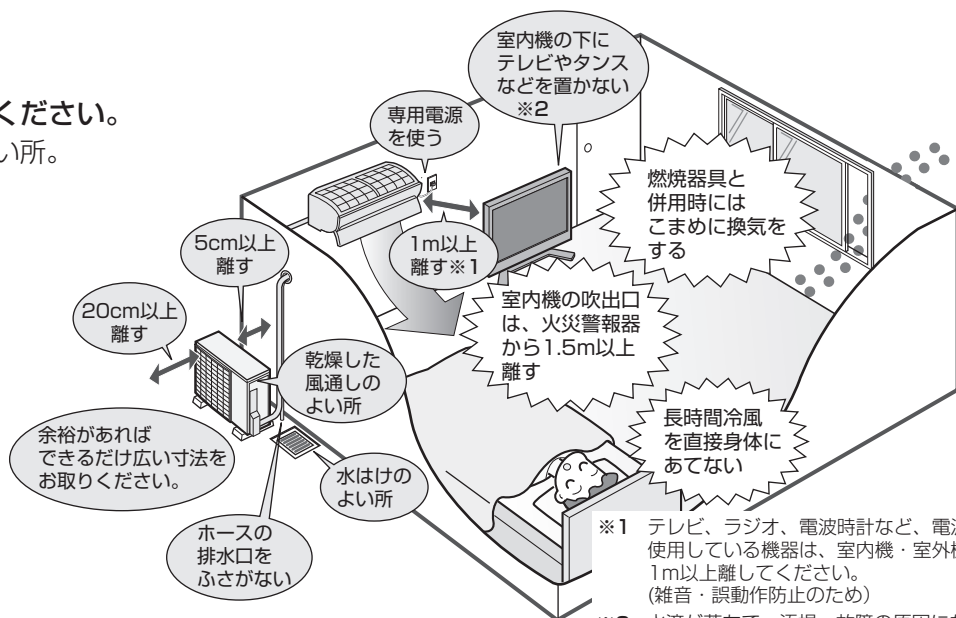 ください。
い所。
室内機の下に
テレビやタンス
などを置かない
※2
専用電源
を使う
燃焼器具と
併用時には
こまめに換気を
する
5cm以上
離す
1m以上
離す※1
20cm以上
離す
室内機の吹出口
は、火災警報器
から1.5m以上
離す
乾燥した
風通しの
よい所
長時間冷風
を直接身体に
あてない
余裕があれば
できるだけ広い寸法を
お取りください。
水はけの
よい所
ホースの
排水口を
ふさがない
※1 テレビ、ラジオ、電波時計など、電波
使用している機器は、室内機・室外機
1m以上離してください。
(雑音・誤動作防止のため)